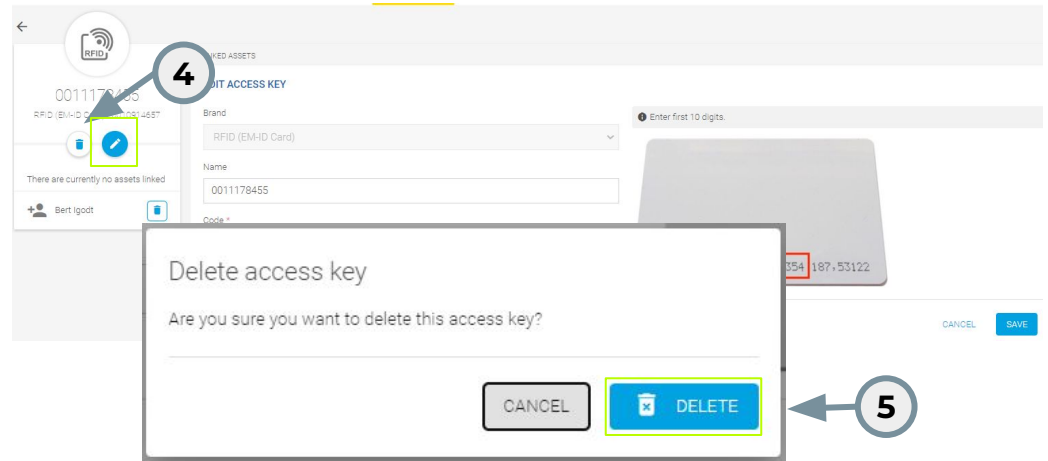 RFID
4
0011178455
RFID (EM-ID
0914657
There are currently no assets linked
Bert Igodt
ASSETS
ACCESS KEY
Brand
RFID (EM-ID Card)
Name
0011178455
Code *
Enter first 10 digits.
354 187,53122
CANCEL SAVE
Delete access key
Are you sure you want to delete this access key?
CANCEL DELETE
5